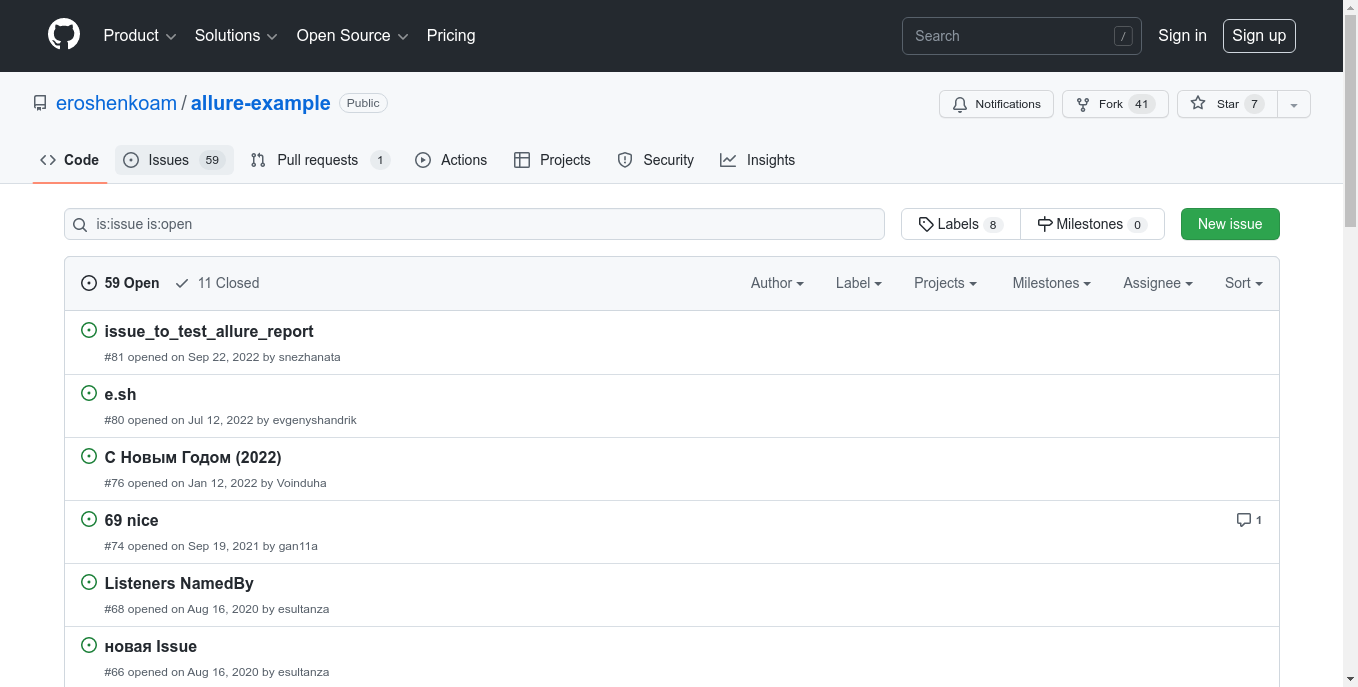 Product Solutions Open Source Pricing Search / Sign in Sign up
eroshenkoam / allure-example Public Notifications Fork 41 Star 7
Code Issues 59 Pull requests 1 Actions Projects Security Insights
is:issue is:open Labels 8 Milestones 0 New issue
59 Open 11 Closed Author Label Projects Milestones Assignee Sort
issue_to_test_allure_report
#81 opened on Sep 22, 2022 by snezhanata
e.sh
#80 opened on Jul 12, 2022 by evgenyshandrik
С Новым Годом (2022)
#76 opened on Jan 12, 2022 by Voinduha
69 nice 1
#74 opened on Sep 19, 2021 by gan11a
Listeners NamedBy
#68 opened on Aug 16, 2020 by esultanza
новая Issue
#66 opened on Aug 16, 2020 by esultanza